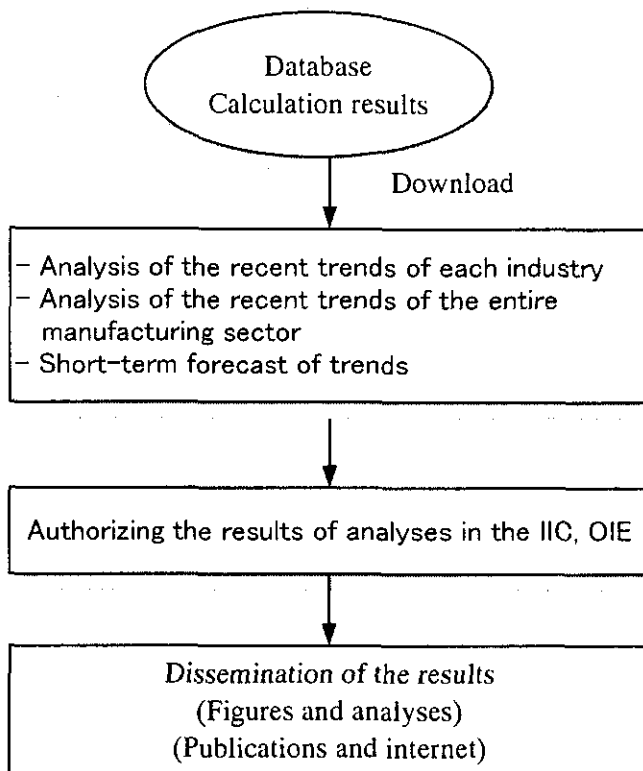 Database
Calculation results
Download
- Analysis of the recent trends of each industry
- Analysis of the recent trends of the entire
manufacturing sector
- Short-term forecast of trends
Authorizing the results of analyses in the IIC, OIE
Dissemination of the results
(Figures and analyses)
(Publications and internet)